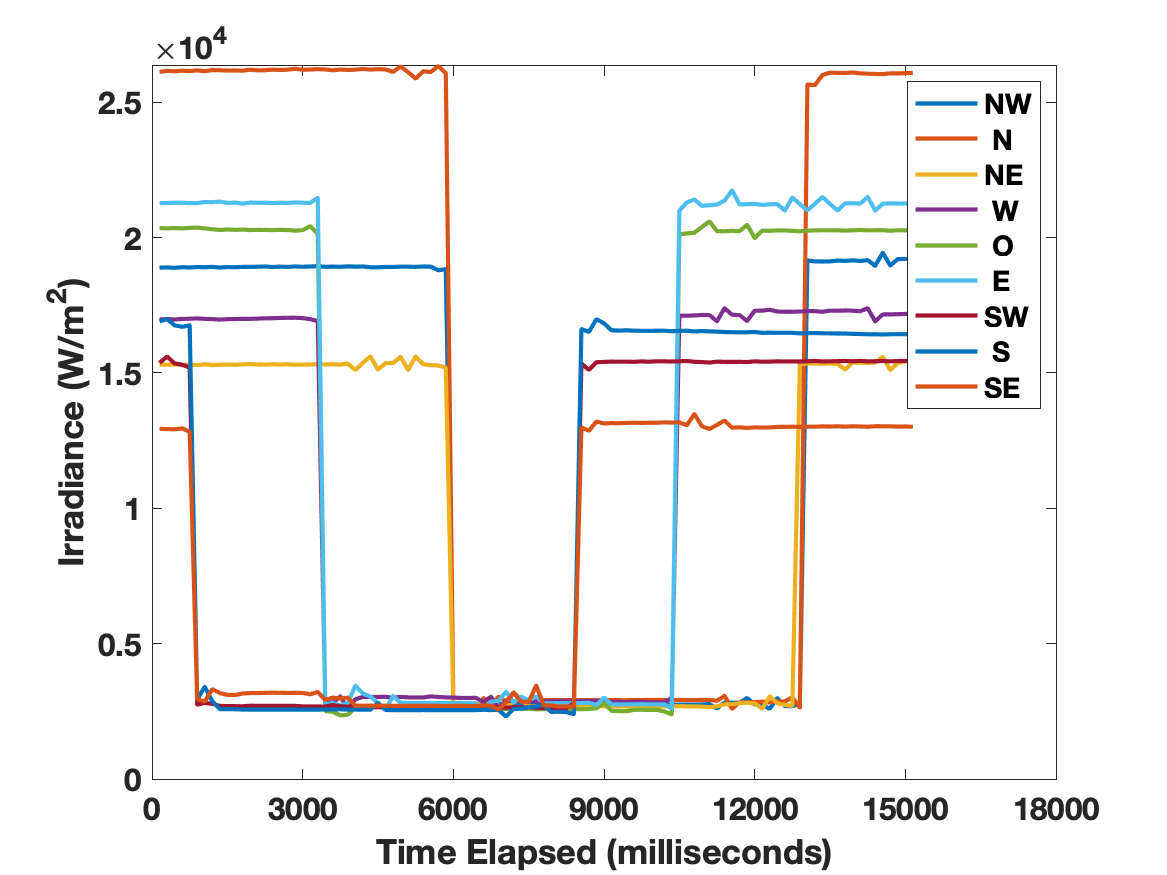 ×10^4
2.5
2
1.5
1
0.5
0
0 3000 6000 9000 12000 15000 18000
Irradiance (W/m^2)
Time Elapsed (milliseconds)
NW
N
NE
W
O
E
SW
S
SE